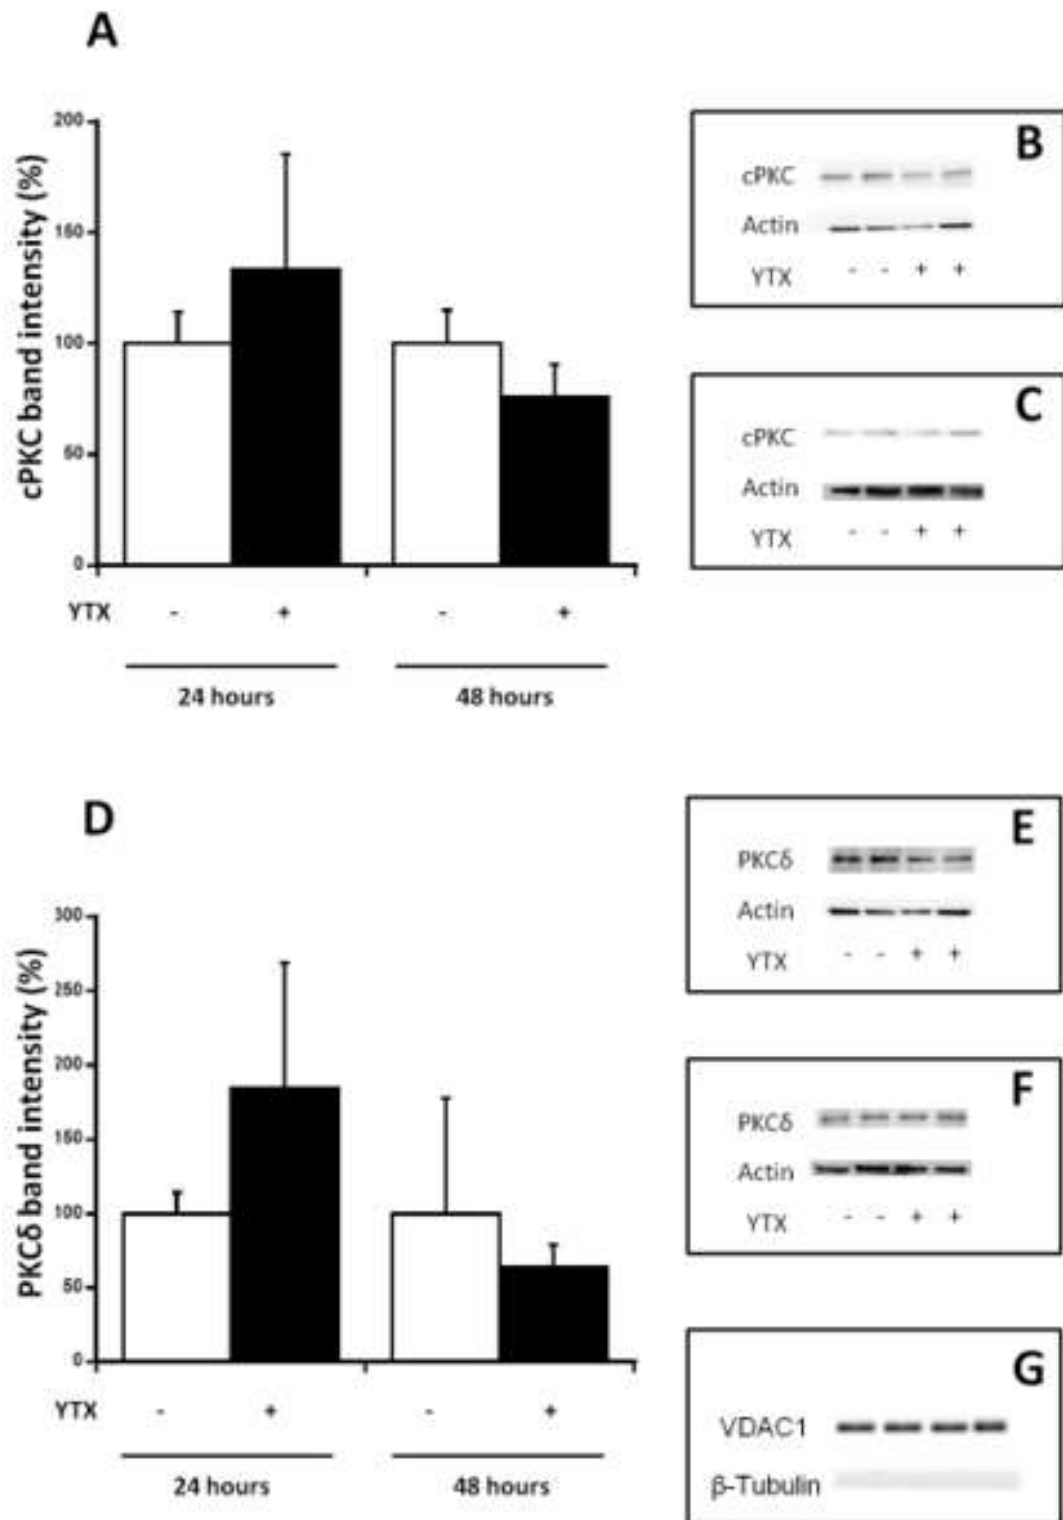 A
cPKC band intensity (%)
200
150
100
50
0
YTX - + - +
24 hours 48 hours
B
cPKC
Actin
YTX - - + +
C
cPKC
Actin
YTX - - + +
D
PKCδ band intensity (%)
300
250
200
150
100
50
0
YTX - + - +
24 hours 48 hours
E
PKCδ
Actin
YTX - - + +
F
PKCδ
Actin
YTX - - + +
G
VDAC1
β-Tubulin